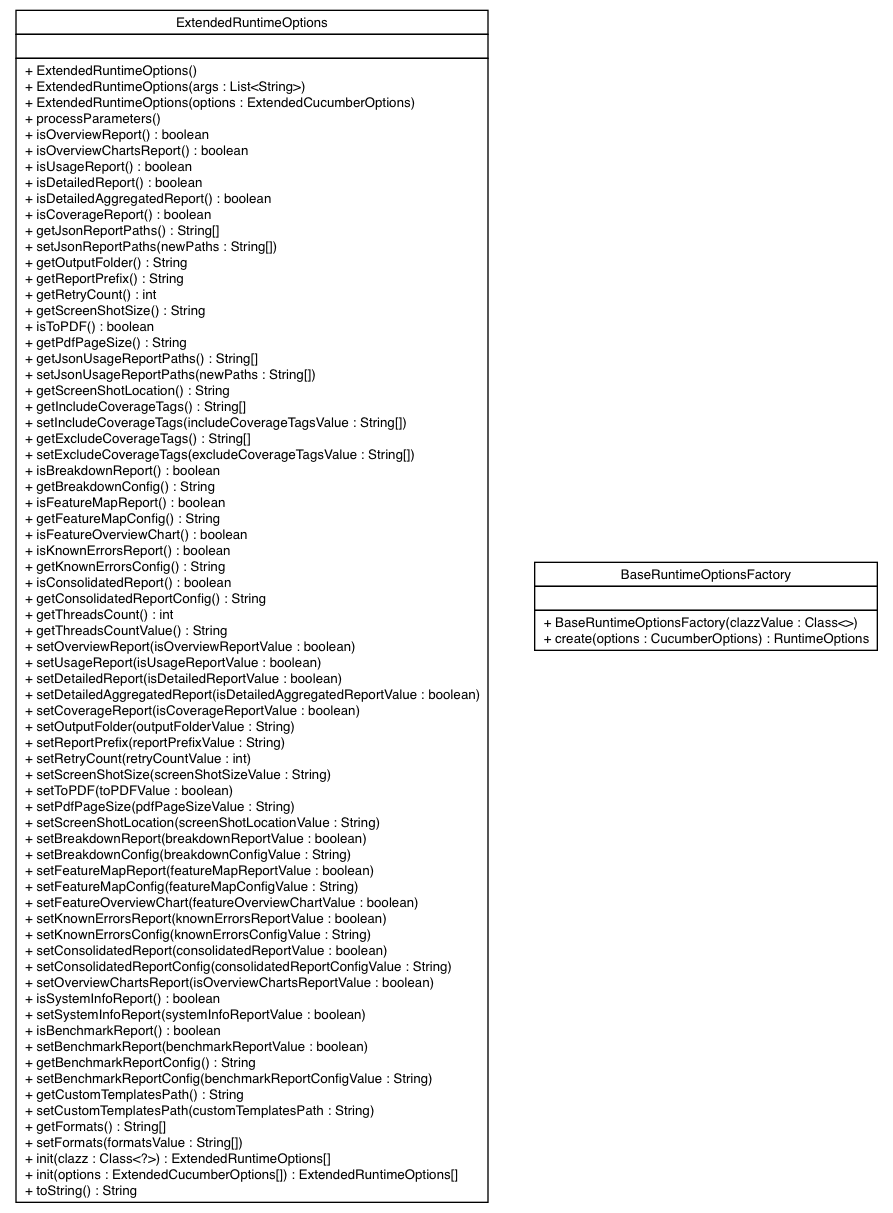 ExtendedRuntimeOptions
+ ExtendedRuntimeOptions()
+ ExtendedRuntimeOptions(args : List<String>)
+ ExtendedRuntimeOptions(options : ExtendedCucumberOptions)
+ processParameters()
+ isOverviewReport() : boolean
+ isOverviewChartsReport() : boolean
+ isUsageReport() : boolean
+ isDetailedReport() : boolean
+ isDetailedAggregatedReport() : boolean
+ isCoverageReport() : boolean
+ getJsonReportPaths() : String[]
+ setJsonReportPaths(newPaths : String[])
+ getOutputFolder() : String
+ getReportPrefix() : String
+ getRetryCount() : int
+ getScreenShotSize() : String
+ isToPDF() : boolean
+ getPdfPageSize() : String
+ getJsonUsageReportPaths() : String[]
+ setJsonUsageReportPaths(newPaths : String[])
+ getScreenShotLocation() : String
+ getIncludeCoverageTags() : String[]
+ setIncludeCoverageTags(includeCoverageTagsValue : String[])
+ getExcludeCoverageTags() : String[]
+ setExcludeCoverageTags(excludeCoverageTagsValue : String[])
+ isBreakdownReport() : boolean
+ getBreakdownConfig() : String
+ isFeatureMapReport() : boolean
+ getFeatureMapConfig() : String
+ isFeatureOverviewChart() : boolean
+ isKnownErrorsReport() : boolean
+ getKnownErrorsConfig() : String
+ isConsolidatedReport() : boolean
+ getConsolidatedReportConfig() : String
+ getThreadsCount() : int
+ getThreadsCountValue() : String
+ setOverviewReport(isOverviewReportValue : boolean)
+ setUsageReport(isUsageReportValue : boolean)
+ setDetailedReport(isDetailedReportValue : boolean)
+ setDetailedAggregatedReport(isDetailedAggregatedReportValue : boolean)
+ setCoverageReport(isCoverageReportValue : boolean)
+ setOutputFolder(outputFolderValue : String)
+ setReportPrefix(reportPrefixValue : String)
+ setRetryCount(retryCountValue : int)
+ setScreenShotSize(screenShotSizeValue : String)
+ setToPDF(toPDFValue : boolean)
+ setPdfPageSize(pdfPageSizeValue : String)
+ setScreenShotLocation(screenShotLocationValue : String)
+ setBreakdownReport(breakdownReportValue : boolean)
+ setBreakdownConfig(breakdownConfigValue : String)
+ setFeatureMapReport(featureMapReportValue : boolean)
+ setFeatureMapConfig(featureMapConfigValue : String)
+ setFeatureOverviewChart(featureOverviewChartValue : boolean)
+ setKnownErrorsReport(knownErrorsReportValue : boolean)
+ setKnownErrorsConfig(knownErrorsConfigValue : String)
+ setConsolidatedReport(consolidatedReportValue : boolean)
+ setConsolidatedReportConfig(consolidatedReportConfigValue : String)
+ setOverviewChartsReport(isOverviewChartsReportValue : boolean)
+ isSystemInfoReport() : boolean
+ setSystemInfoReport(systemInfoReportValue : boolean)
+ isBenchmarkReport() : boolean
+ setBenchmarkReport(benchmarkReportValue : boolean)
+ getBenchmarkReportConfig() : String
+ setBenchmarkReportConfig(benchmarkReportConfigValue : String)
+ getCustomTemplatesPath() : String
+ setCustomTemplatesPath(customTemplatesPath : String)
+ getFormats() : String[]
+ setFormats(formatsValue : String[])
+ init(clazz : Class<?>) : ExtendedRuntimeOptions[]
+ init(options : ExtendedCucumberOptions[]) : ExtendedRuntimeOptions[]
+ toString() : String
BaseRuntimeOptionsFactory
+ BaseRuntimeOptionsFactory(clazzValue : Class<>)
+ create(options : CucumberOptions) : RuntimeOptions